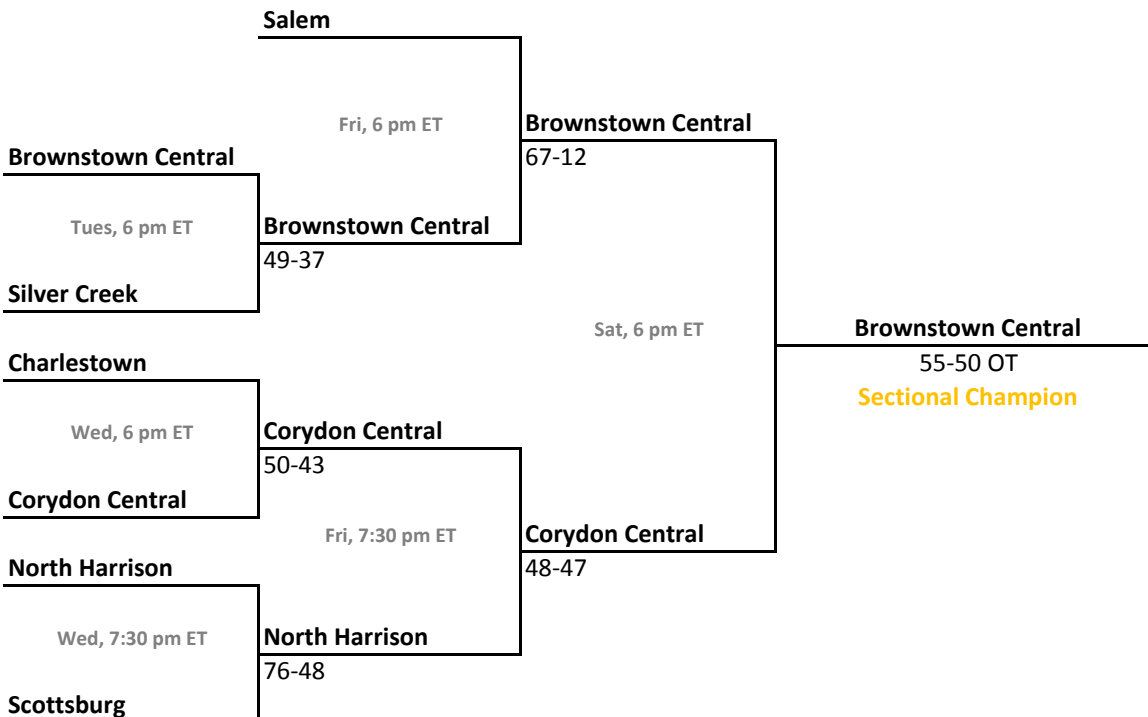 Salem
Fri, 6 pm ET
Brownstown Central
67-12
Brownstown Central
Tues, 6 pm ET
Brownstown Central
49-37
Silver Creek
Sat, 6 pm ET
Brownstown Central
55-50 OT
Sectional Champion
Charlestown
Wed, 6 pm ET
Corydon Central
50-43
Corydon Central
Fri, 7:30 pm ET
Corydon Central
48-47
North Harrison
Wed, 7:30 pm ET
North Harrison
76-48
Scottsburg